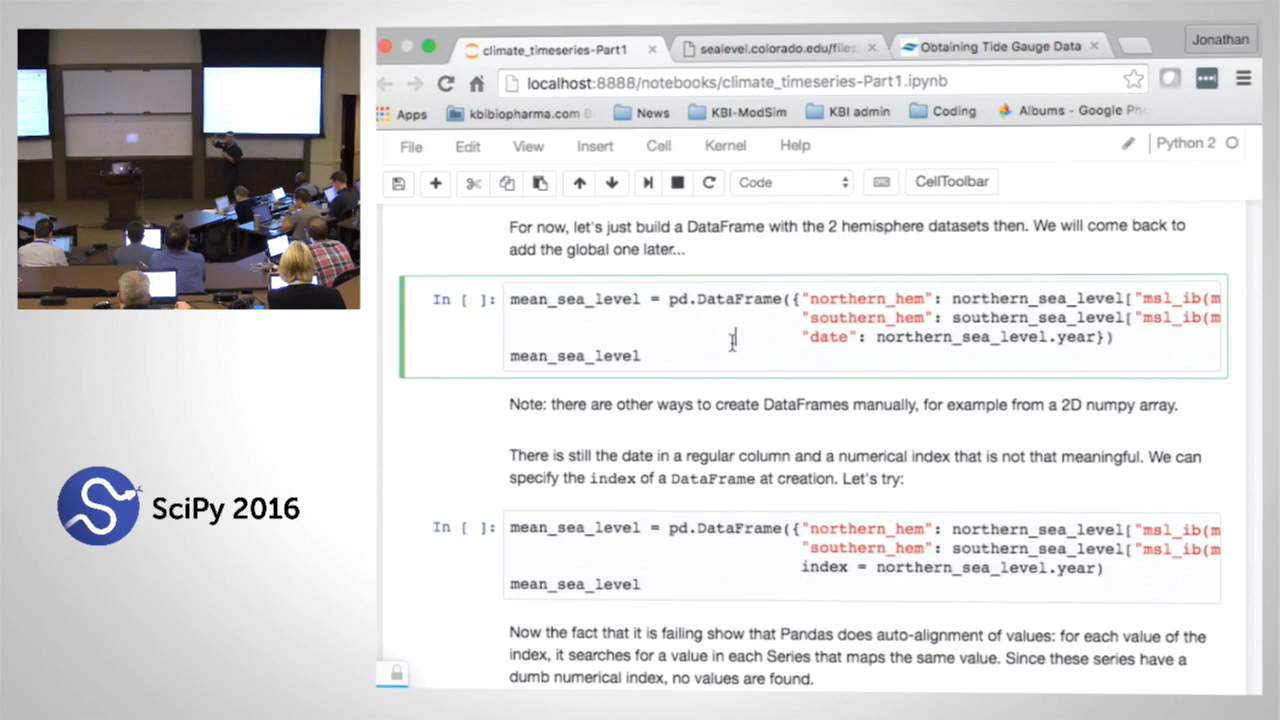 climate_timeseries-Part1
sealevel.colorado.edu/files
Obtaining Tide Gauge Data
Jonathan
localhost:8888/notebooks/climate_timeseries-Part1.ipynb
Apps
kbibiopharma.com
News
KBI-ModSim
KBI admin
Coding
Albums - Google
File Edit View Insert Cell Kernel Help
Python 2
Code
CellToolbar
For now, let's just build a DataFrame with the 2 hemisphere datasets then. We will come back to
add the global one later...
In [ ]: mean_sea_level = pd.DataFrame({"northern_hem": northern_sea_level["msl_ib(m
"southern_hem": southern_sea_level["msl_ib(m
"date": northern_sea_level.year})
mean_sea_level
Note: there are other ways to create DataFrames manually, for example from a 2D numpy array.
There is still the date in a regular column and a numerical index that is not that meaningful. We can
specify the index of a DataFrame at creation. Let's try:
In [ ]: mean_sea_level = pd.DataFrame({"northern_hem": northern_sea_level["msl_ib(m
"southern_hem": southern_sea_level["msl_ib(m
index = northern_sea_level.year)
mean_sea_level
Now the fact that it is failing show that Pandas does auto-alignment of values: for each value of the
index, it searches for a value in each Series that maps the same value. Since these series have a
dumb numerical index, no values are found.
SciPy 2016